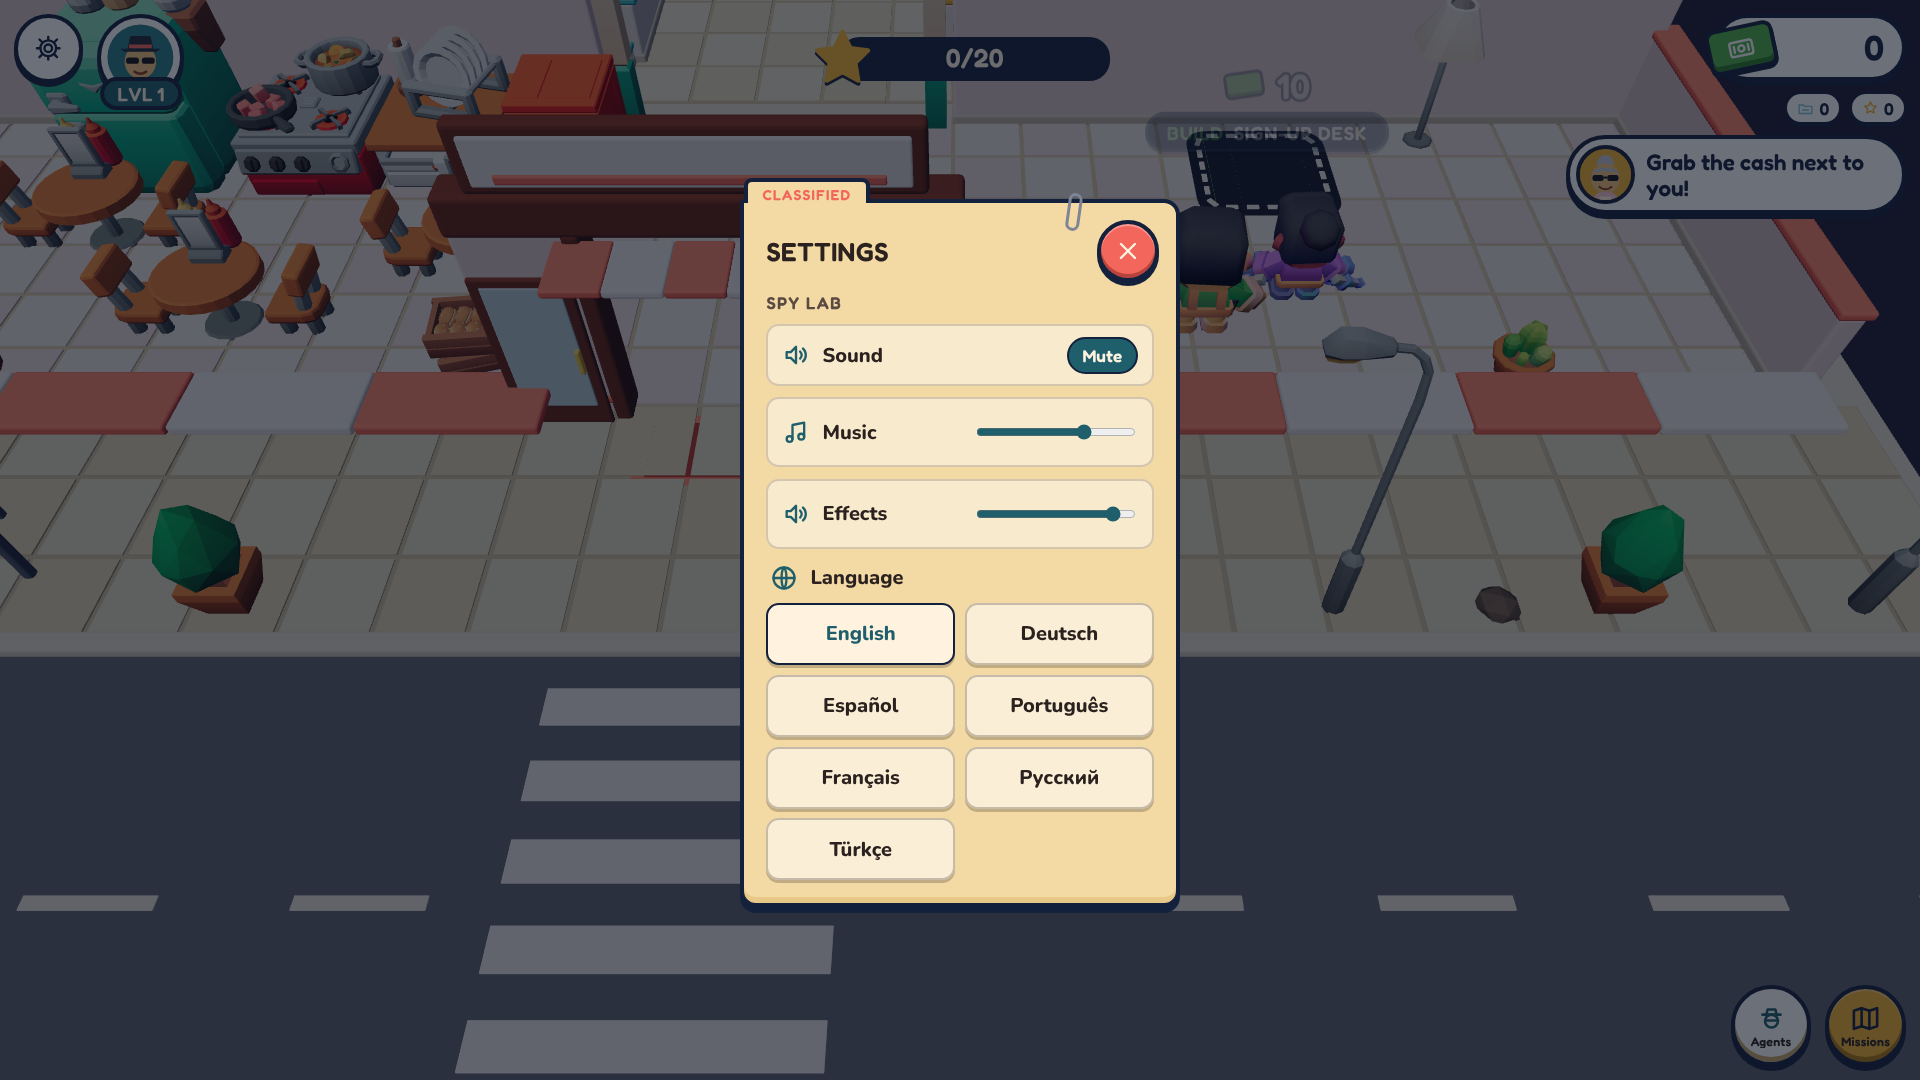 LVL 1
0/20
10
BUILD SIGN-UP DESK
0
0
0
Grab the cash next to
you!
CLASSIFIED
SETTINGS
SPY LAB
Sound
Mute
Music
Effects
Language
English
Deutsch
Español
Português
Français
Русский
Türkçe
Agents
Missions